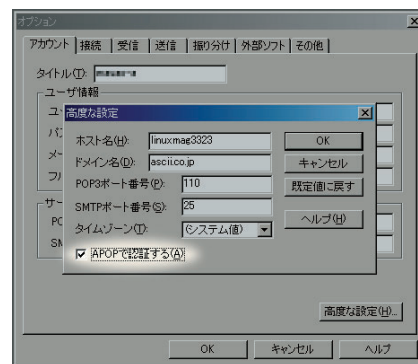 オプション
アカウント 接続 受信 送信 振り分け 外部ソフト その他
タイトル(T):
ユーザ情報
高度な設定
ホスト名(H): linuxmag3323
ドメイン名(D): ascii.co.jp
POP3ポート番号(P): 110
SMTPポート番号(S): 25
タイムゾーン(T): (システム値)
APOPで認証する(A)
OK
キャンセル
既定値に戻す
ヘルプ(H)
高度な設定(H)...
OK キャンセル ヘルプ